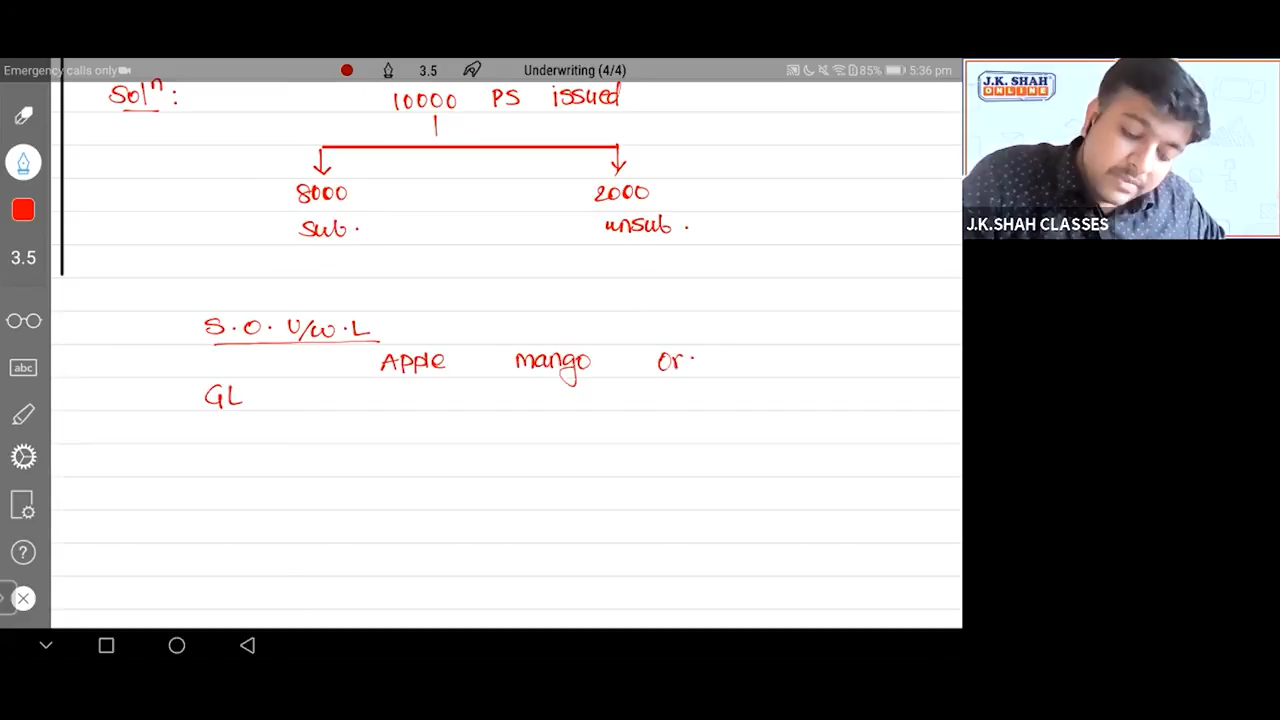 Emergency calls only 3.5 Underwriting (4/4) 85% 5:36 pm
Solⁿ: 10000 PS issued
J.K. SHAH
ONLINE
8000 2000
sub. unsub.
J.K.SHAH CLASSES
3.5
S.O. U/w.L
abc
Apple mango or.
GL
?